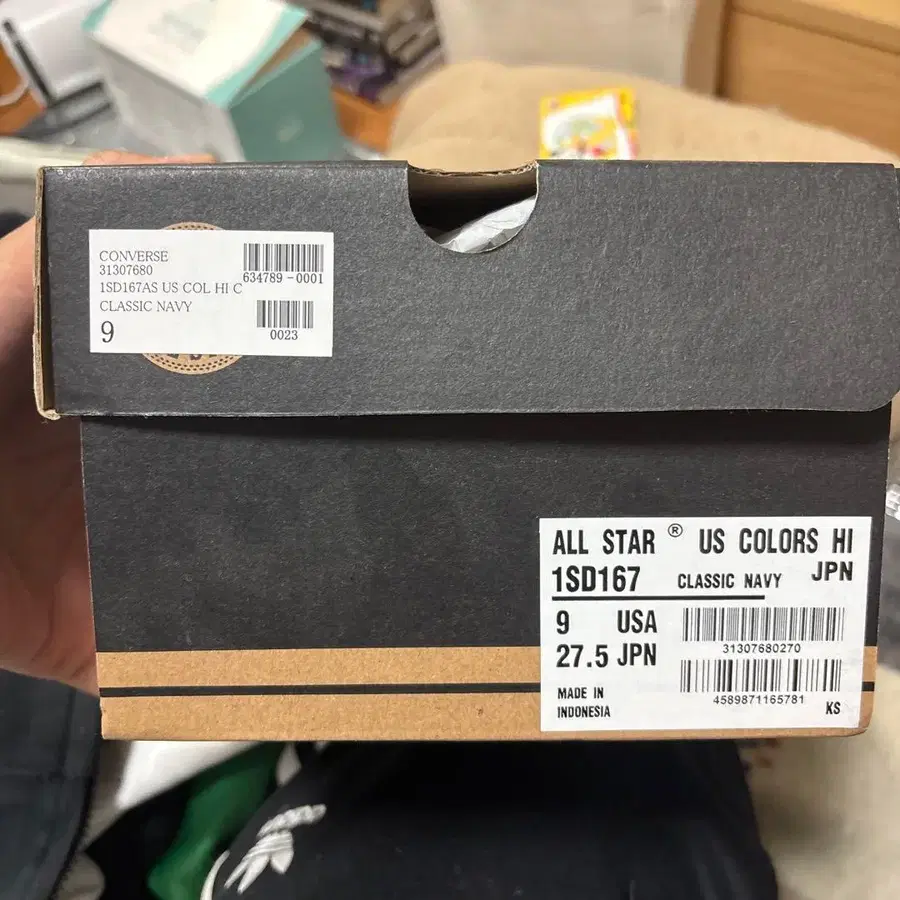 CONVERSE
31307680
1SD167AS US COL HI C
CLASSIC NAVY
9
634789-0001
0023
ALL STAR ® US COLORS HI
1SD167 CLASSIC NAVY JPN
9 USA
27.5 JPN
31307680270
MADE IN
INDONESIA
4589871165781
KS